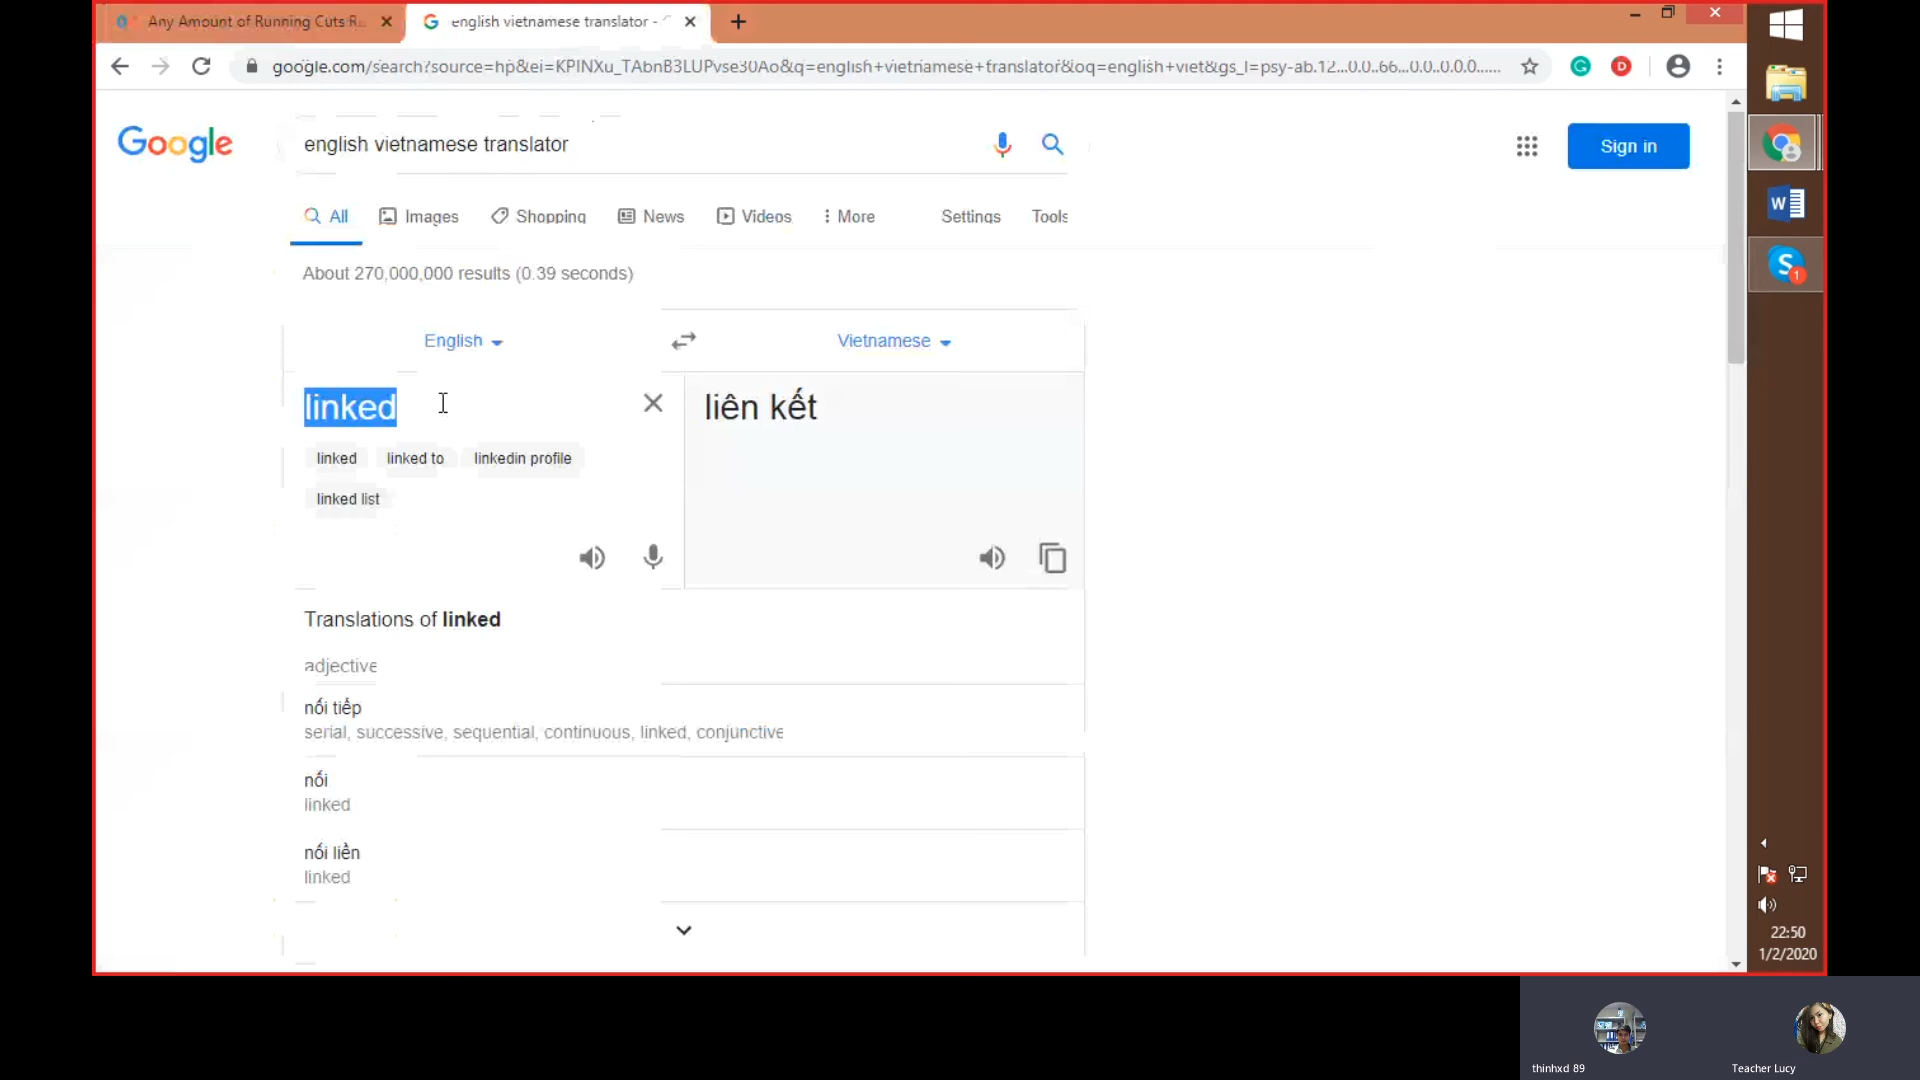 Any Amount of Running Cuts R...
english vietnamese translator - G
google.com/search?source=hp&ei=KPINXu_TAbnB3LUPvse30Ao&q=english+vietnamese+translator&oq=english+viet&gs_l=psy-ab.12...0.0..66...0.0..0.0.0......
Google
english vietnamese translator
Sign in
All Images Shopping News Videos More Settings Tools
About 270,000,000 results (0.39 seconds)
English Vietnamese
linked
liên kết
linked linked to linkedin profile
linked list
Translations of linked
adjective
nối tiếp
serial, successive, sequential, continuous, linked, conjunctive
nối
linked
nối liền
linked
22:50
1/2/2020
thinhxd 89
Teacher Lucy